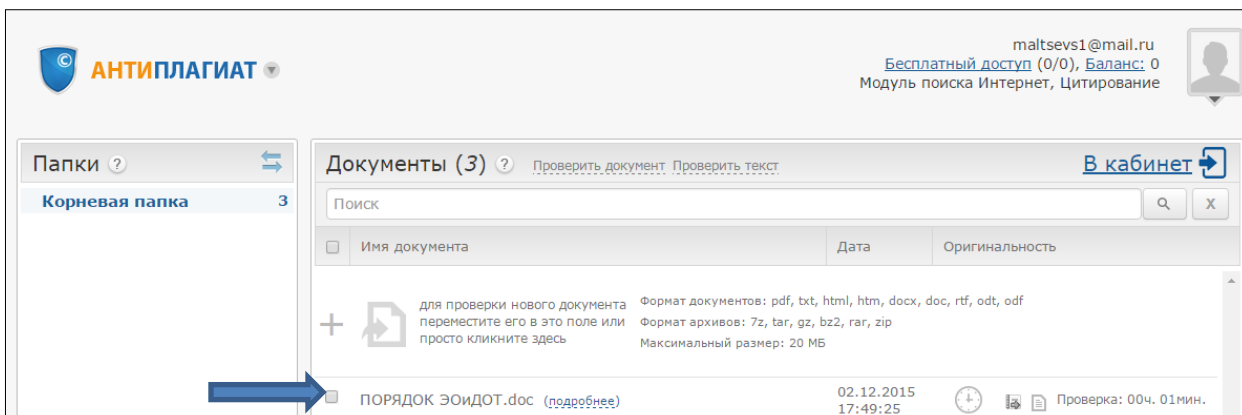 maltsevs1@mail.ru
© АНТИПЛАГИАТ
Бесплатный доступ (0/0), Баланс: 0
Модуль поиска Интернет, Цитирование
Папки ?
Документы (3) ? Проверить документ Проверить текст В кабинет
Корневая папка 3
Поиск X
Имя документа Дата Оригинальность
для проверки нового документа
переместите его в это поле или
просто кликните здесь
Формат документов: pdf, txt, html, htm, docx, doc, rtf, odt, odf
Формат архивов: 7z, tar, gz, bz2, rar, zip
Максимальный размер: 20 МБ
ПОРЯДОК ЭОиДОТ.doc (подробнее)
02.12.2015
17:49:25
Проверка: 00ч. 01мин.